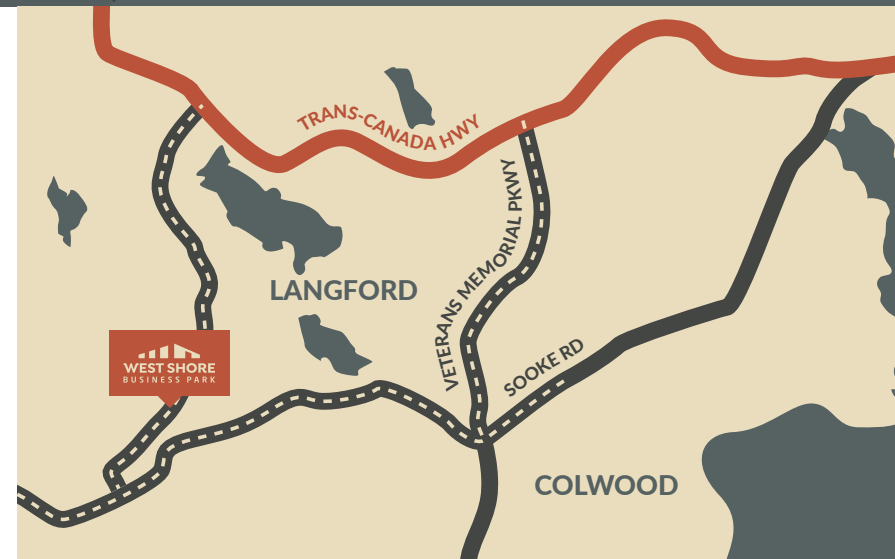 TRANS-CANADA HWY
VETERANS MEMORIAL PKWY
LANGFORD
SOOKE RD
WEST SHORE
BUSINESS PARK
COLWOOD